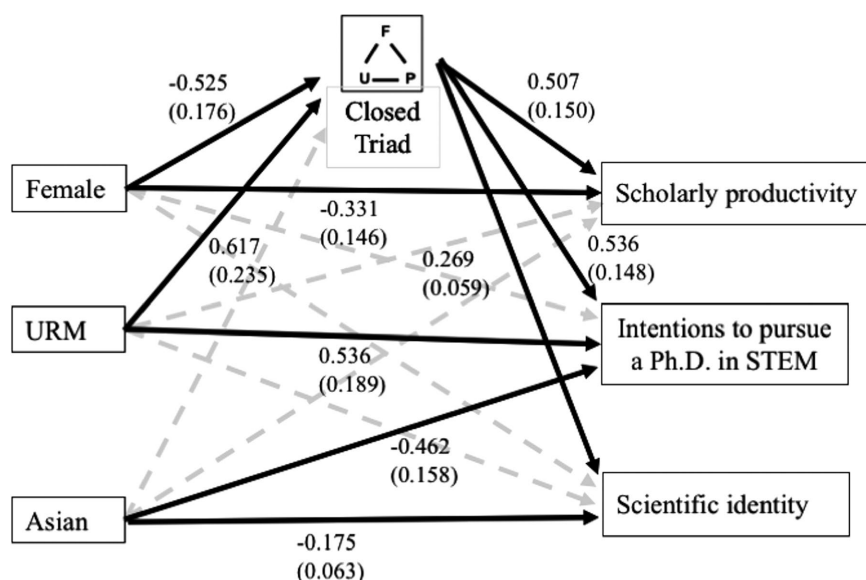 F
U P
Closed
Triad
-0.525
(0.176)
0.507
(0.150)
Female
Scholarly productivity
-0.331
(0.146)
0.617
(0.235)
0.269
(0.059)
0.536
(0.148)
URM
Intentions to pursue
a Ph.D. in STEM
0.536
(0.189)
-0.462
(0.158)
Asian
Scientific identity
-0.175
(0.063)